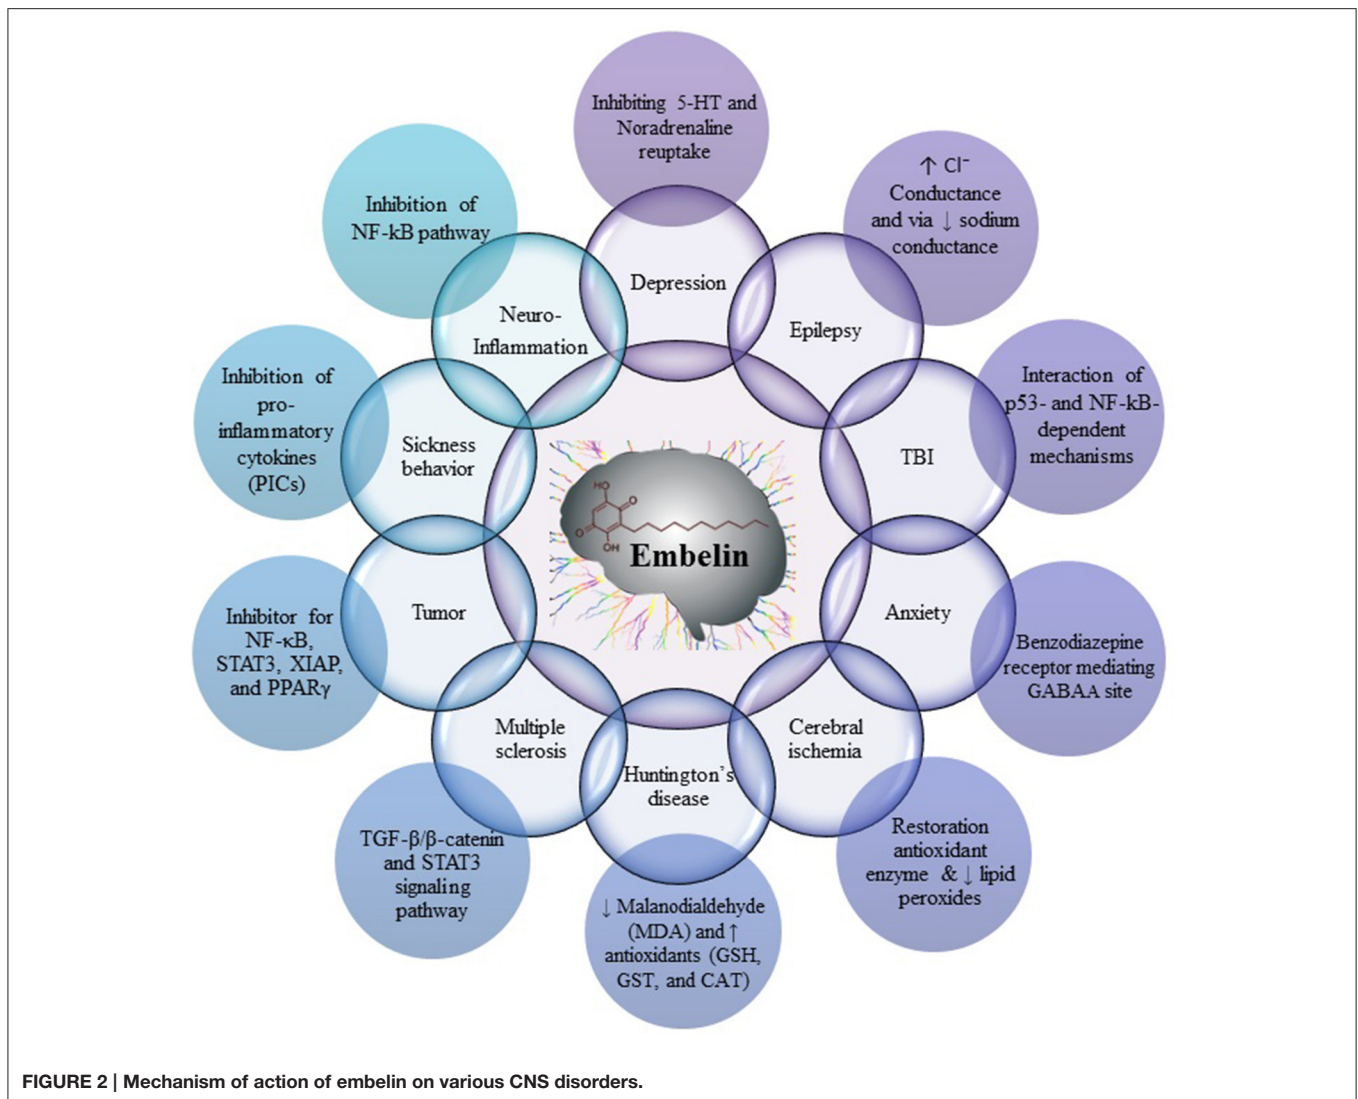 Inhibiting 5-HT and
Noradrenaline
reuptake
Depression
↑ Cl⁻
Conductance
and via ↓ sodium
conductance
Epilepsy
Interaction of
p53- and NF-kB-
dependent
mechanisms
TBI
Benzodiazepine
receptor mediating
GABAA site
Anxiety
Restoration
antioxidant
enzyme & ↓ lipid
peroxides
Cerebral
ischemia
↓ Malanodialdehyde
(MDA) and ↑
antioxidants (GSH,
GST, and CAT)
Huntington's
disease
TGF-β/β-catenin
and STAT3
signaling
pathway
Multiple
sclerosis
Inhibitor for
NF-κB,
STAT3, XIAP,
and PPARγ
Tumor
Inhibition of
pro-
inflammatory
cytokines
(PICs)
Sickness
behavior
Inhibition of
NF-kB pathway
Neuro-
Inflammation
HO
O
O
OH
Embelin
FIGURE 2 | Mechanism of action of embelin on various CNS disorders.